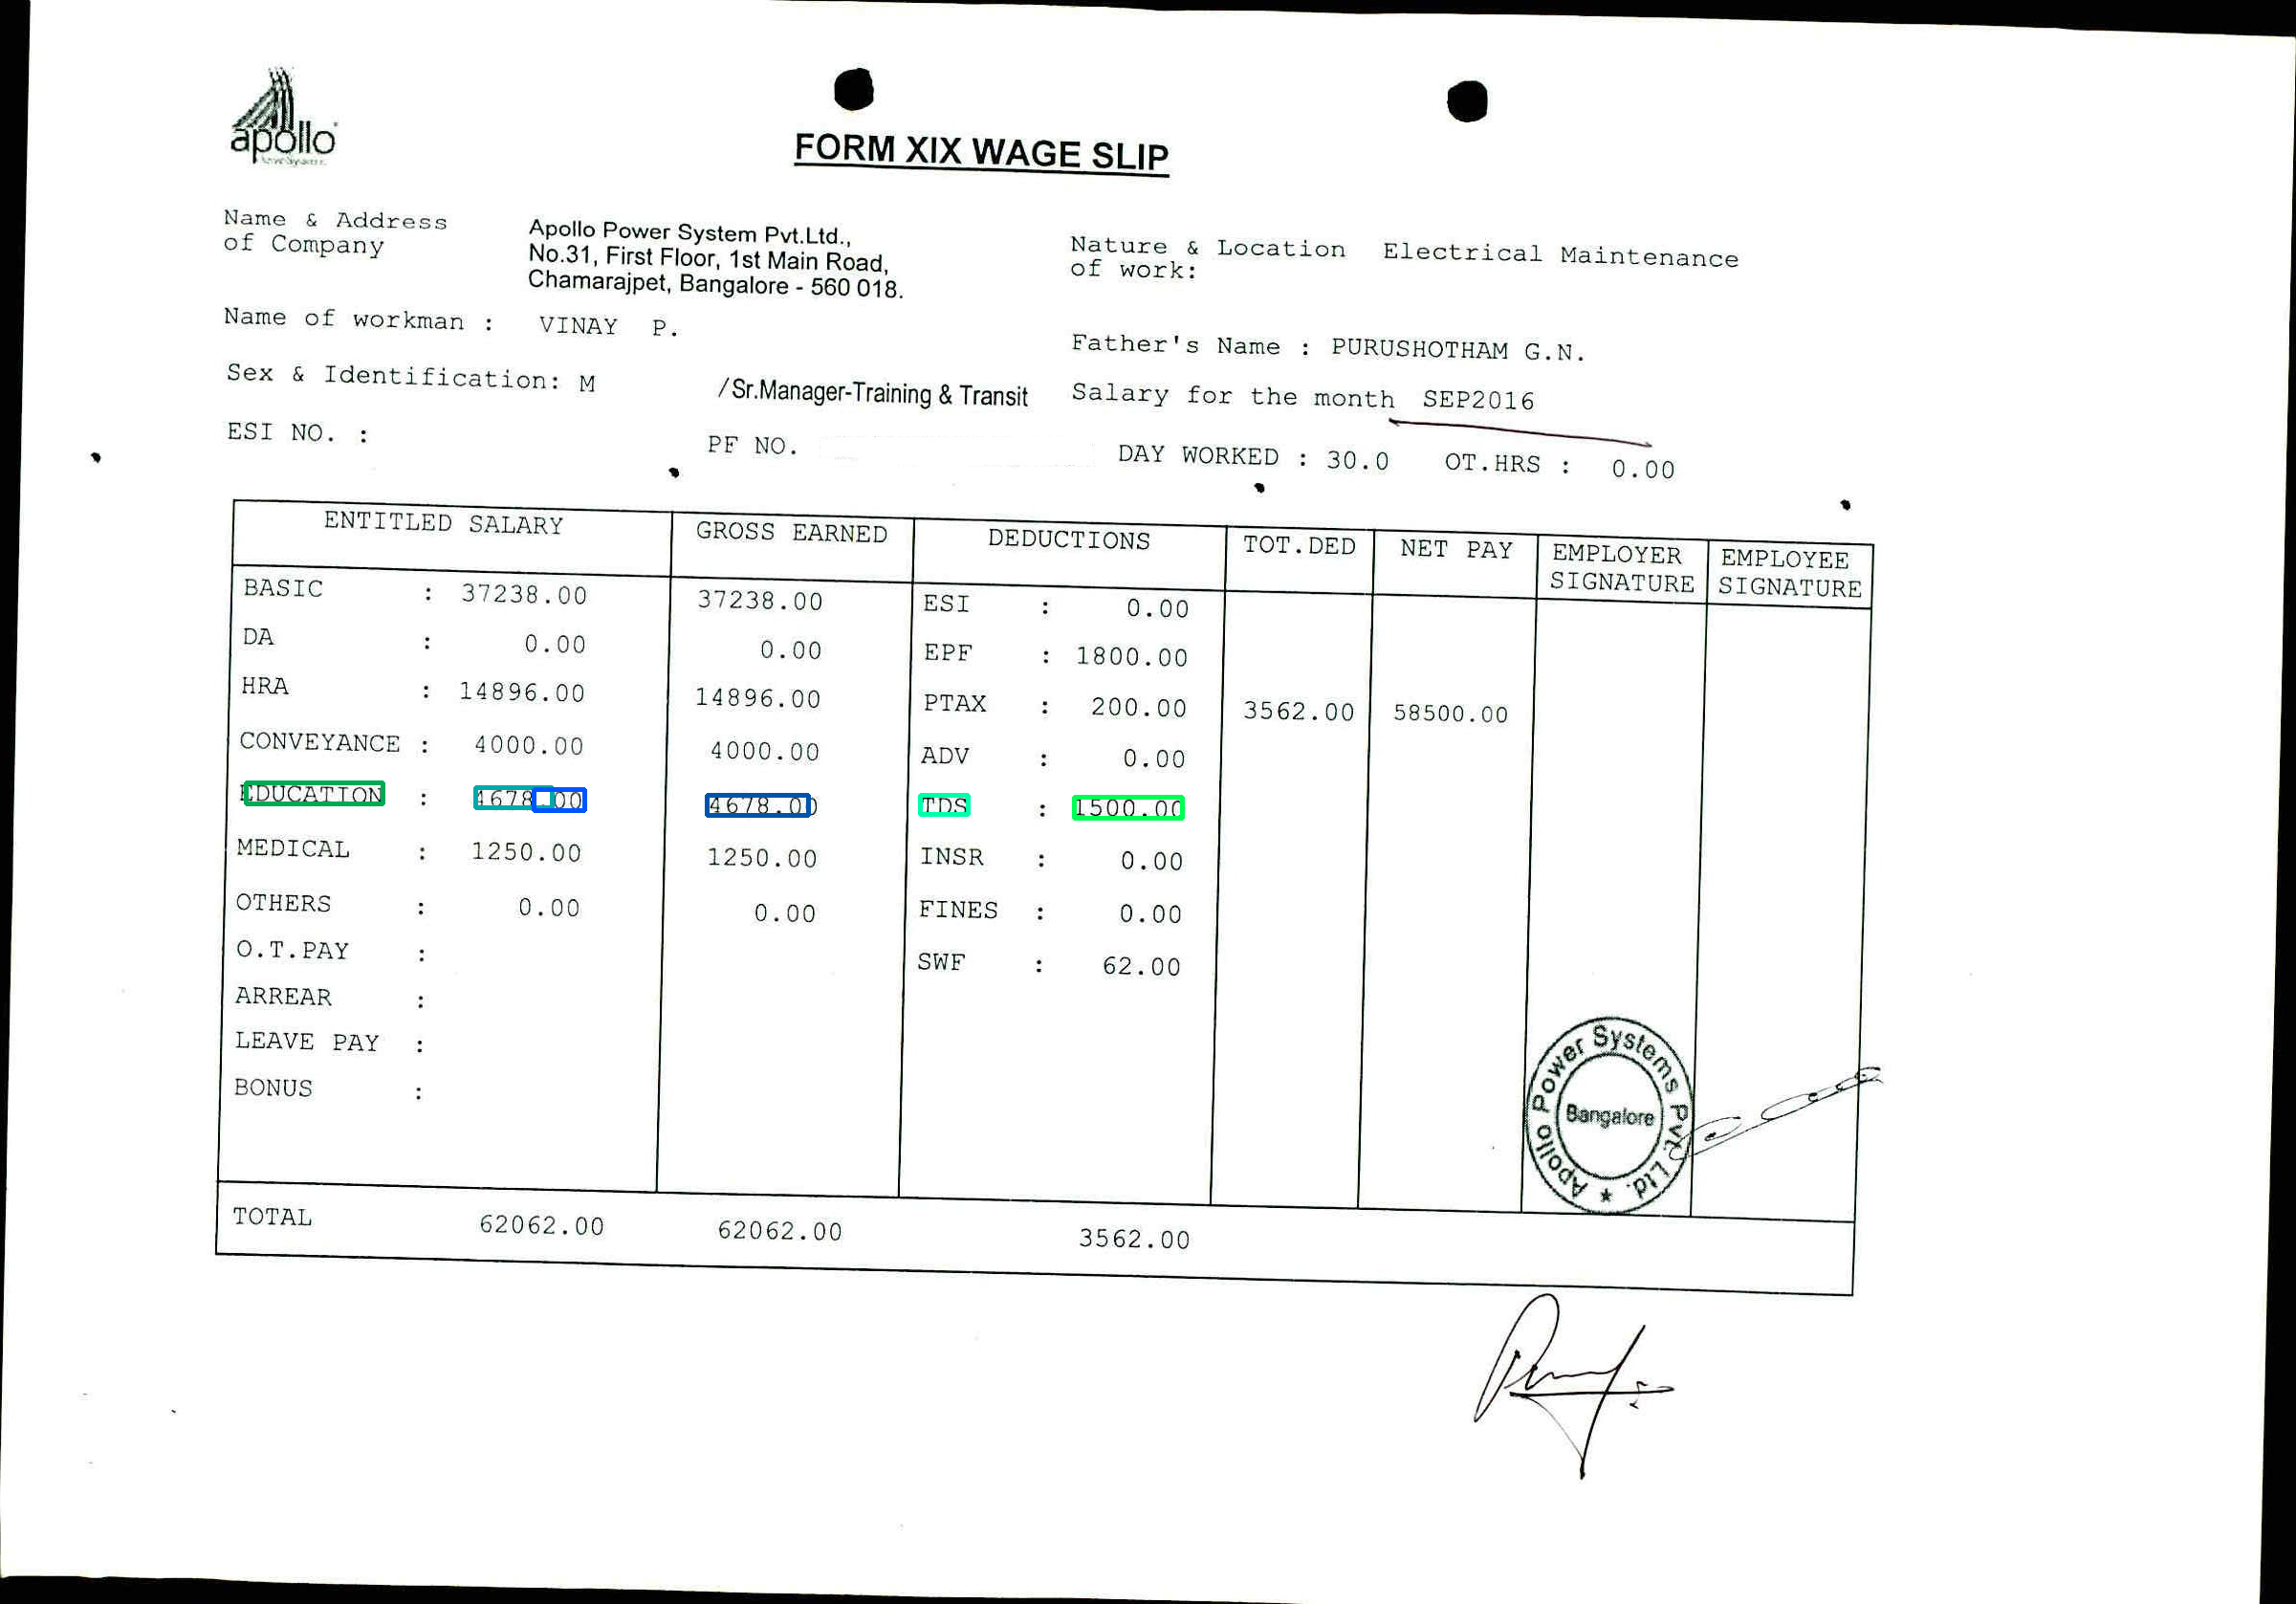 apollo
FORM XIX WAGE SLIP
Name & Address of Company
Apollo Power System Pvt.Ltd.,
No.31, First Floor, 1st Main Road,
Chamarajpet, Bangalore - 560 018.
Nature & Location of work: Electrical Maintenance
Name of workman : VINAY P.
Father's Name : PURUSHOTHAM G.N.
Sex & Identification: M /Sr.Manager-Training & Transit
Salary for the month SEP2016
ESI NO. : PF NO. DAY WORKED : 30.0 OT.HRS : 0.00
ENTITLED SALARY GROSS EARNED DEDUCTIONS TOT.DED NET PAY EMPLOYER SIGNATURE EMPLOYEE SIGNATURE
BASIC : 37238.00 37238.00 ESI : 0.00
DA : 0.00 0.00 EPF : 1800.00
HRA : 14896.00 14896.00 PTAX : 200.00 3562.00 58500.00
CONVEYANCE : 4000.00 4000.00 ADV : 0.00
EDUCATION : 4678.00 4678.00 TDS : 1500.00
MEDICAL : 1250.00 1250.00 INSR : 0.00
OTHERS : 0.00 0.00 FINES : 0.00
O.T.PAY : SWF : 62.00
ARREAR :
LEAVE PAY :
BONUS :
Apollo Power Systems Pvt. Ltd. ★
Bangalore
TOTAL 62062.00 62062.00 3562.00